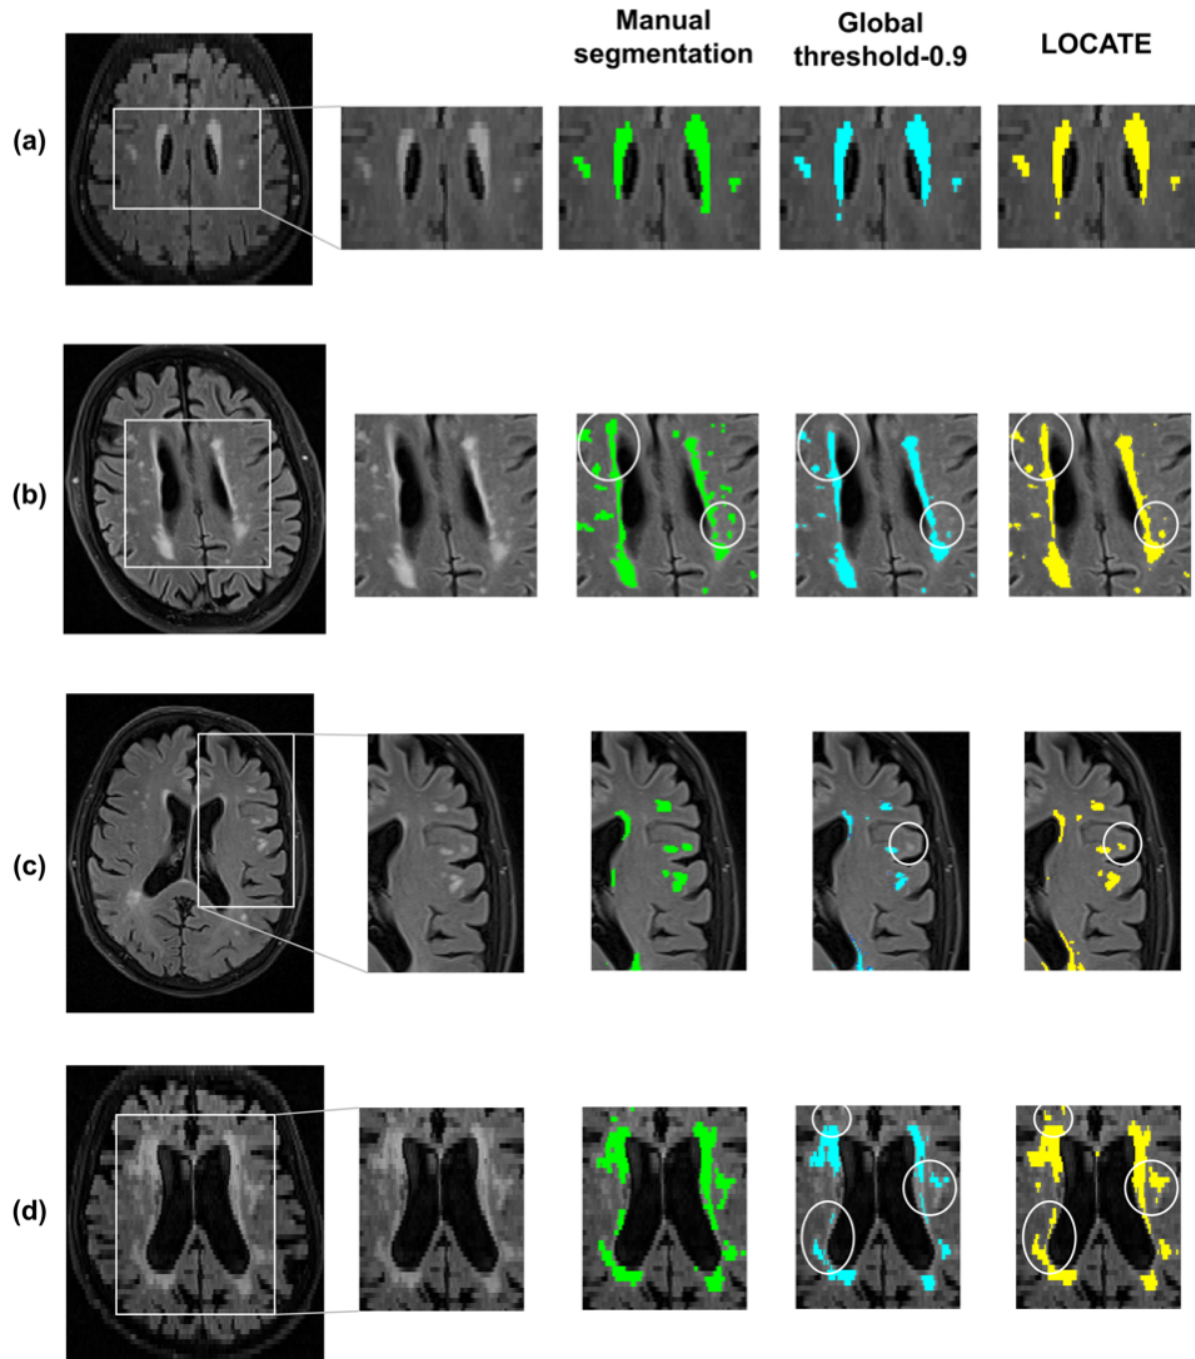 Manual
segmentation
Global
threshold-0.9
LOCATE
(a)
(b)
(c)
(d)